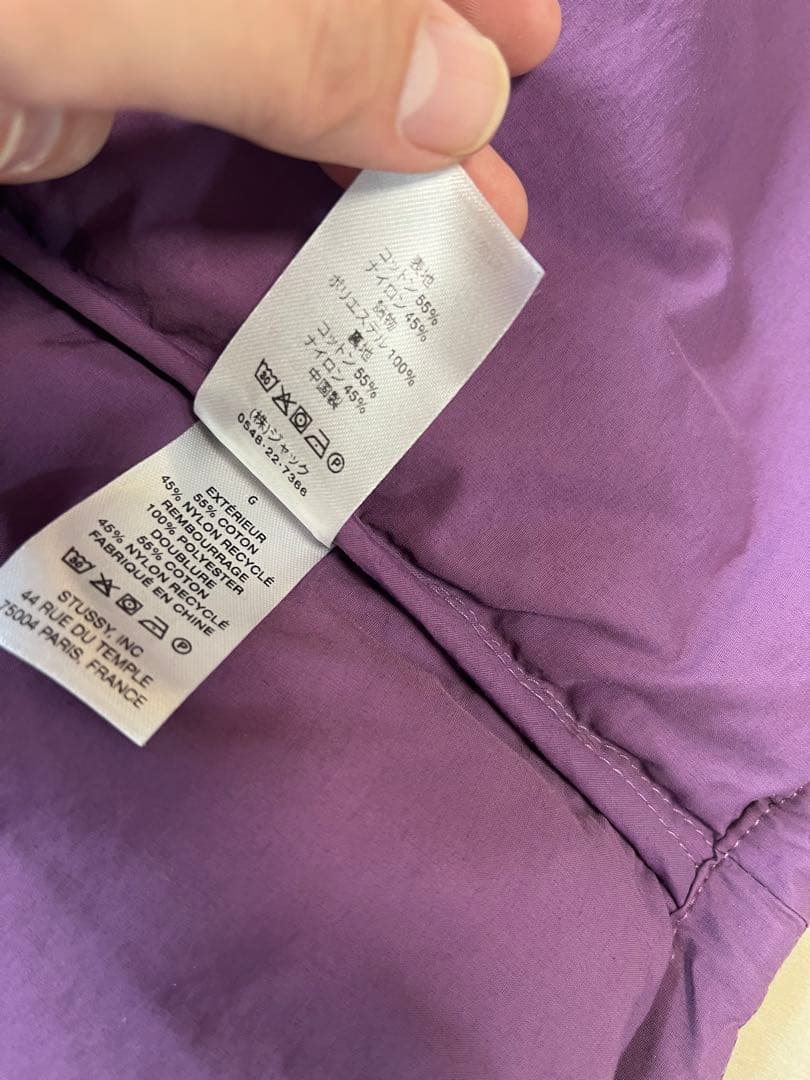 表地
コットン 55%
ナイロン 45%
詰物
ポリエステル 100%
裏地
コットン 55%
ナイロン 45%
中国製
30
P
(株)ジャック
0548-22-7366
G
EXTÉRIEUR
55% COTON
45% NYLON RECYCLÉ
REMBOURRAGE
100% POLYESTER
DOUBLURE
55% COTON
45% NYLON RECYCLÉ
FABRIQUÉ EN CHINE
30
P
STUSSY, INC
44 RUE DU TEMPLE
75004 PARIS, FRANCE